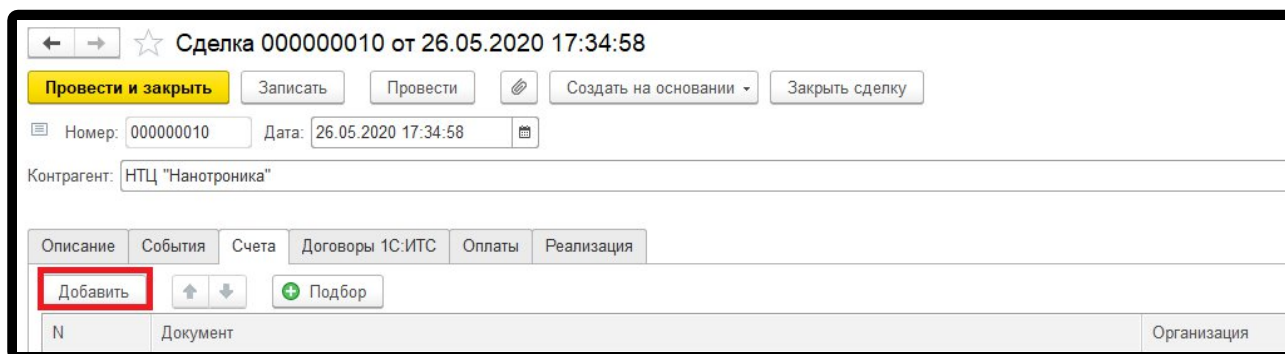 Сделка 000000010 от 26.05.2020 17:34:58
Провести и закрыть Записать Провести Создать на основании Закрыть сделку
Номер: 000000010 Дата: 26.05.2020 17:34:58
Контрагент: НТЦ "Нанотроника"
Описание События Счета Договоры 1С:ИТС Оплаты Реализация
Добавить Подбор
N Документ Организация